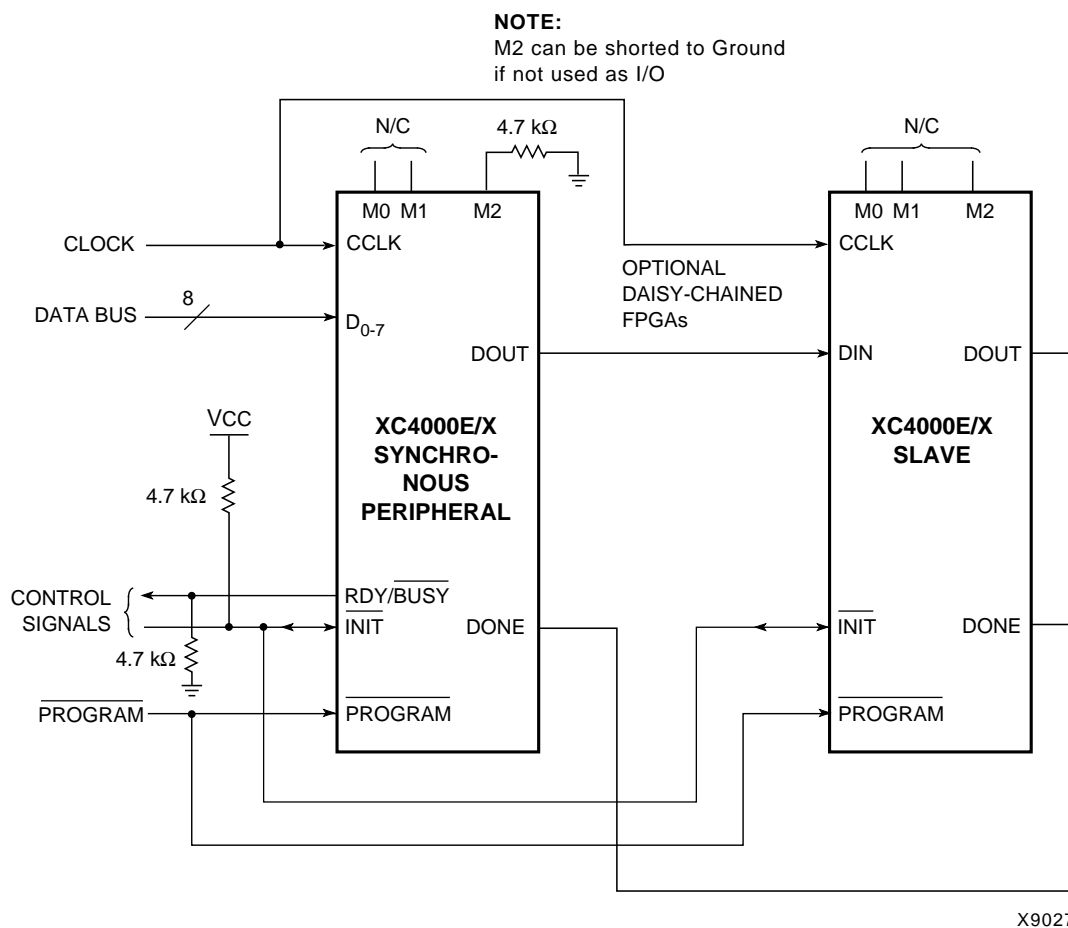 NOTE:
M2 can be shorted to Ground
if not used as I/O
N/C
4.7 kΩ
N/C
M0 M1 M2
M0 M1 M2
CLOCK
CCLK
CCLK
OPTIONAL
DAISY-CHAINED
FPGAs
8
DATA BUS
D0-7
DOUT
DIN
DOUT
VCC
XC4000E/X
SYNCHRO-
NOUS
PERIPHERAL
XC4000E/X
SLAVE
4.7 kΩ
CONTROL
SIGNALS
RDY/BUSY
INIT
DONE
INIT
DONE
4.7 kΩ
PROGRAM
PROGRAM
PROGRAM
X9027